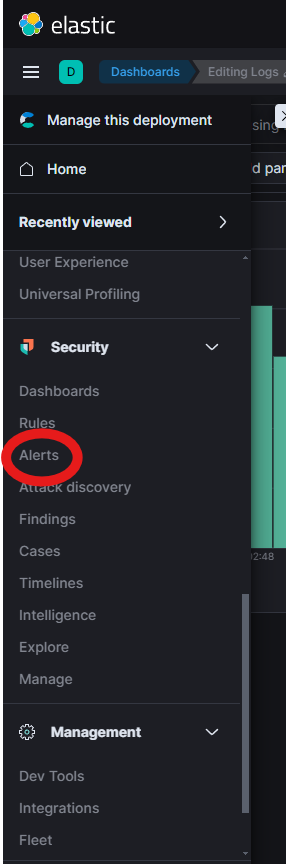 elastic
D
Dashboards
Editing Logs
Manage this deployment
sing
Home
d par
Recently viewed
User Experience
Universal Profiling
Security
Dashboards
Rules
Alerts
Attack discovery
Findings
2:48
Cases
Timelines
Intelligence
Explore
Manage
Management
Dev Tools
Integrations
Fleet